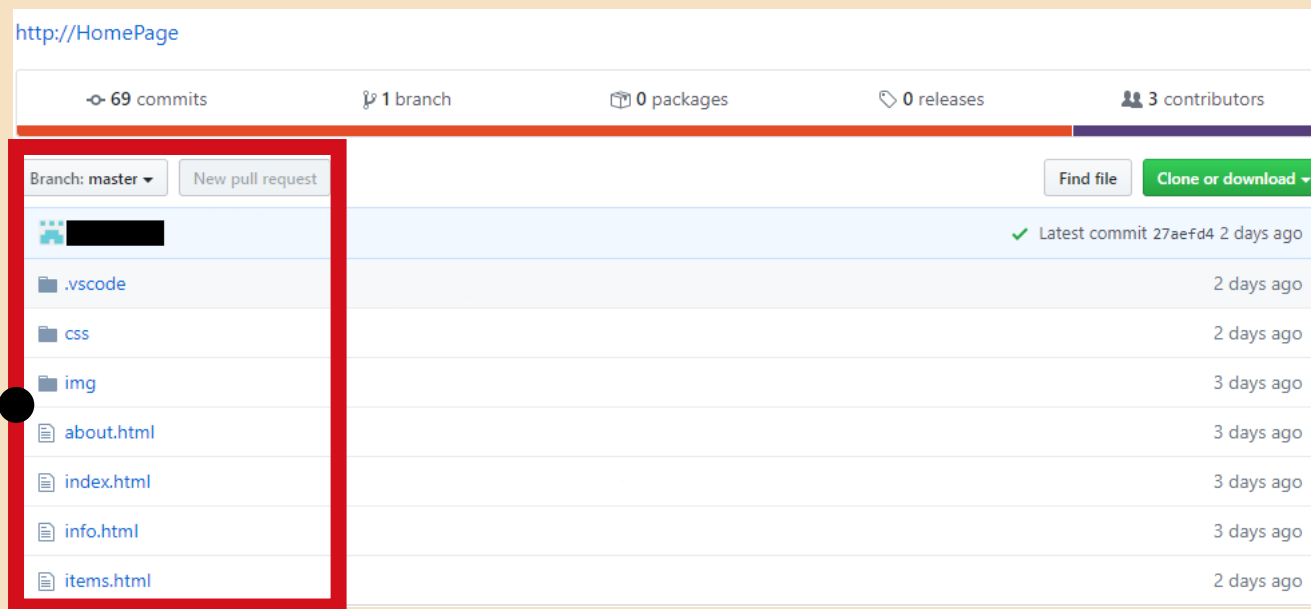 http://HomePage
69 commits 1 branch 0 packages 0 releases 3 contributors
Branch: master New pull request Find file Clone or download
Latest commit 27aefd4 2 days ago
.vscode 2 days ago
css 2 days ago
img 3 days ago
about.html 3 days ago
index.html 3 days ago
info.html 3 days ago
items.html 2 days ago